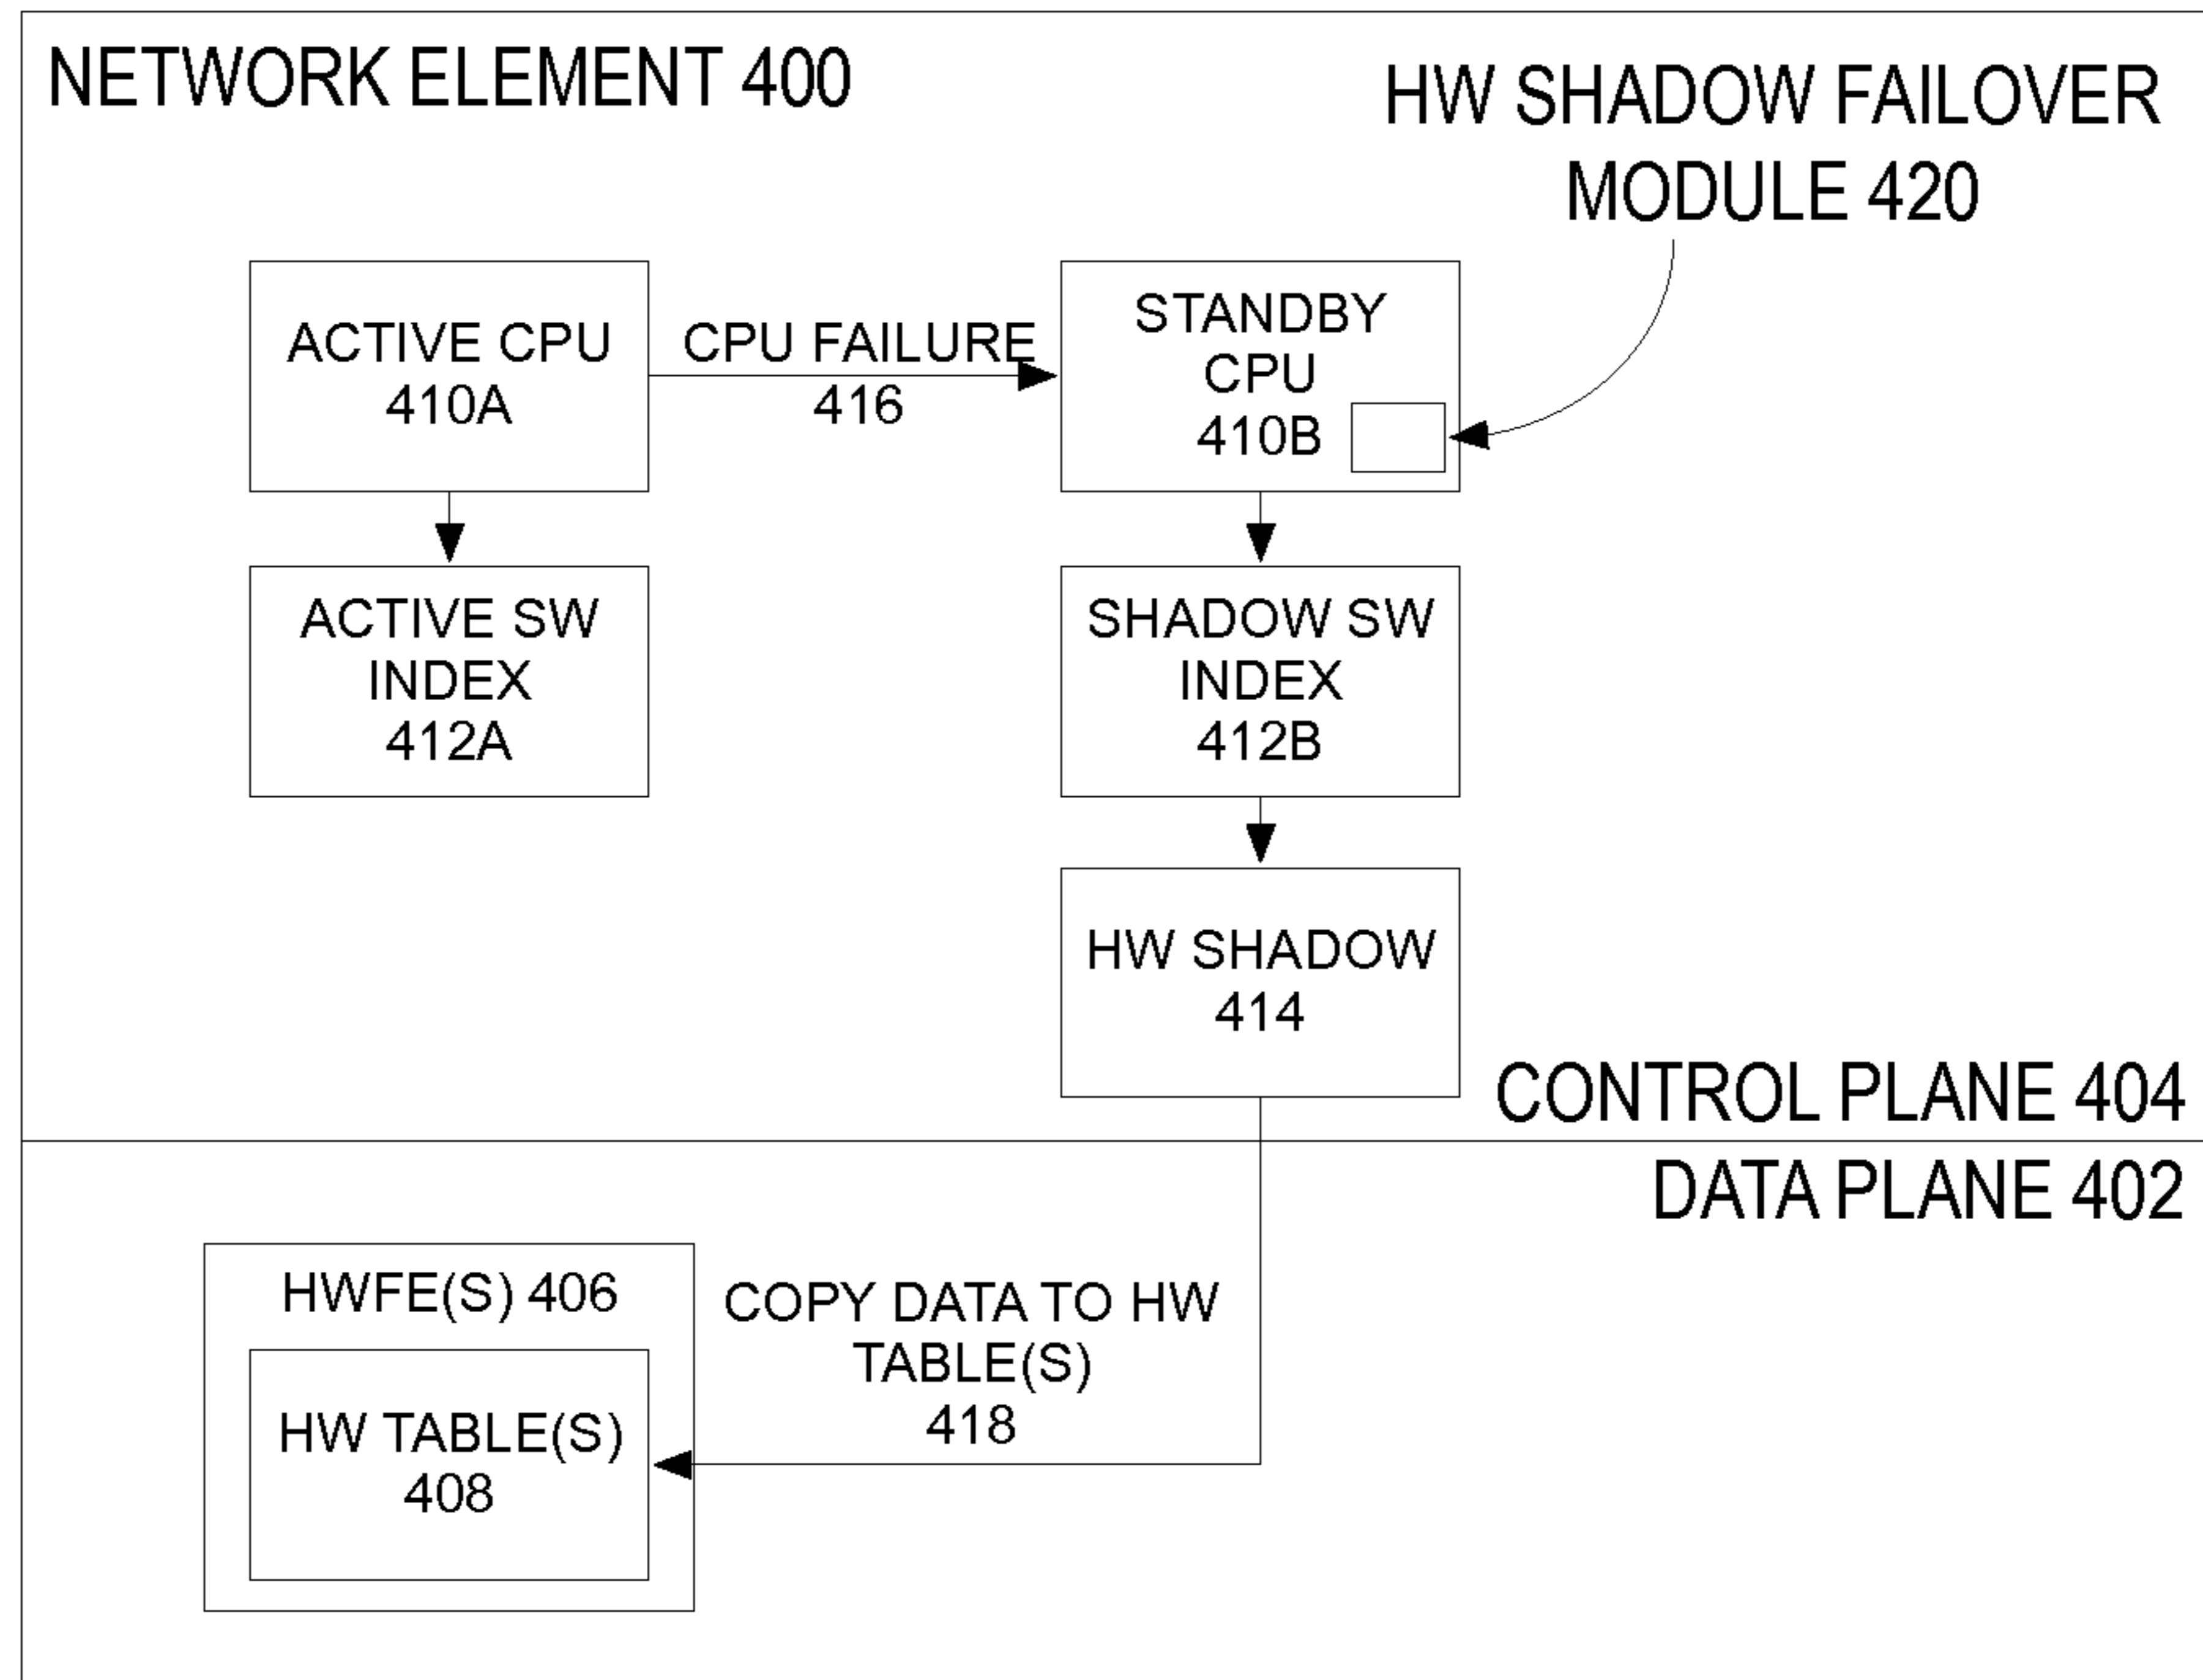 NETWORK ELEMENT 400
HW SHADOW FAILOVER
MODULE 420
ACTIVE CPU
410A
CPU FAILURE
416
STANDBY
CPU
410B
ACTIVE SW
INDEX
412A
SHADOW SW
INDEX
412B
HW SHADOW
414
CONTROL PLANE 404
DATA PLANE 402
HWFE(S) 406
HW TABLE(S)
408
COPY DATA TO HW
TABLE(S)
418